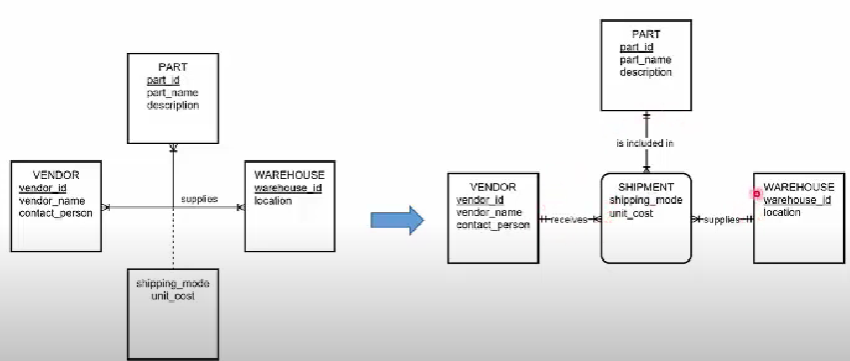 PART
part_id
part_name
description
VENDOR
vendor_id
vendor_name
contact_person
supplies
WAREHOUSE
warehouse_id
location
shipping_mode
unit_cost
PART
part_id
part_name
description
is included in
VENDOR
vendor_id
vendor_name
contact_person
receives
SHIPMENT
shipping_mode
unit_cost
supplies
WAREHOUSE
warehouse_id
location